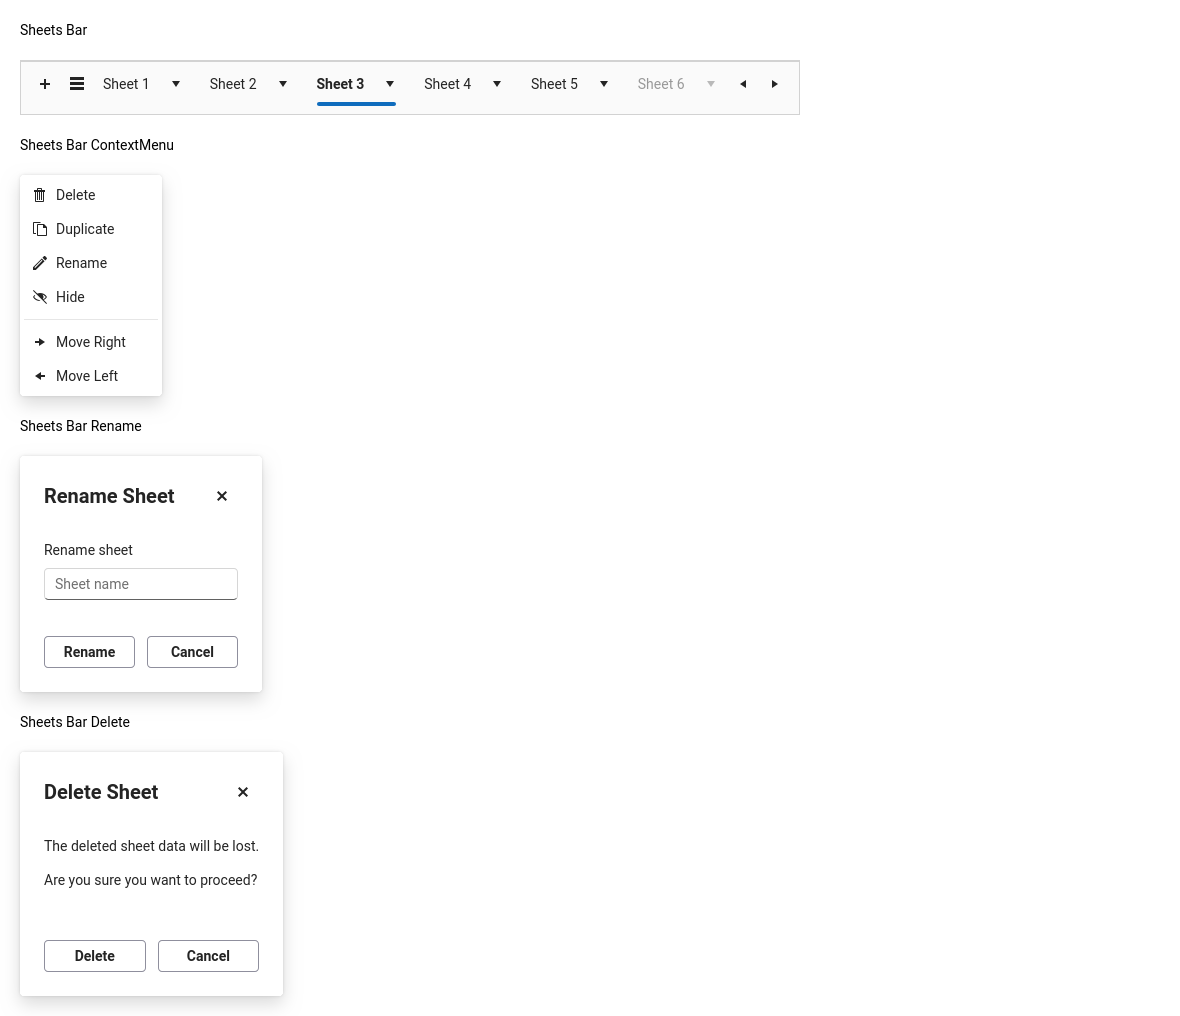 Sheets Bar
Sheet 1 Sheet 2 Sheet 3 Sheet 4 Sheet 5 Sheet 6
Sheets Bar ContextMenu
Delete
Duplicate
Rename
Hide
Move Right
Move Left
Sheets Bar Rename
Rename Sheet
Rename sheet
Sheet name
Rename Cancel
Sheets Bar Delete
Delete Sheet
The deleted sheet data will be lost.
Are you sure you want to proceed?
Delete Cancel